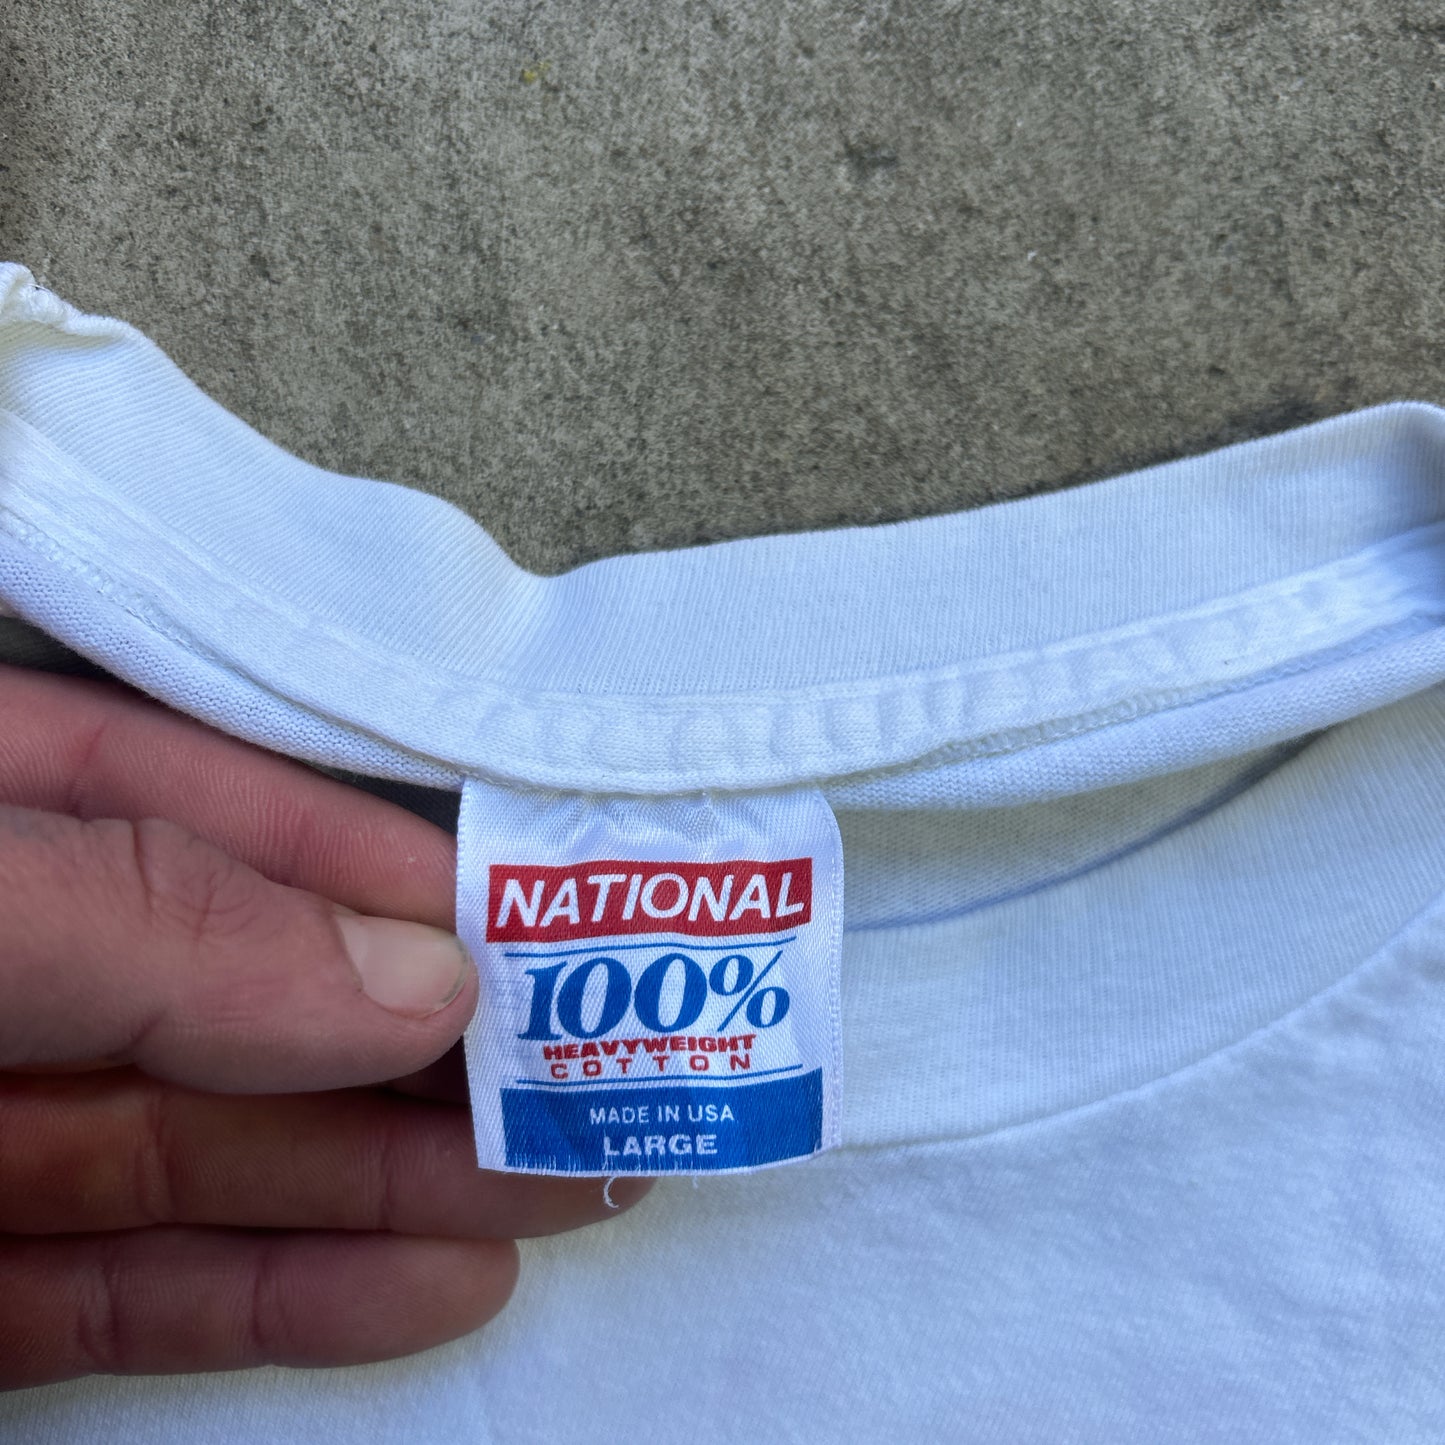 NATIONAL
100%
HEAVYWEIGHT
COTTON
MADE IN USA
LARGE